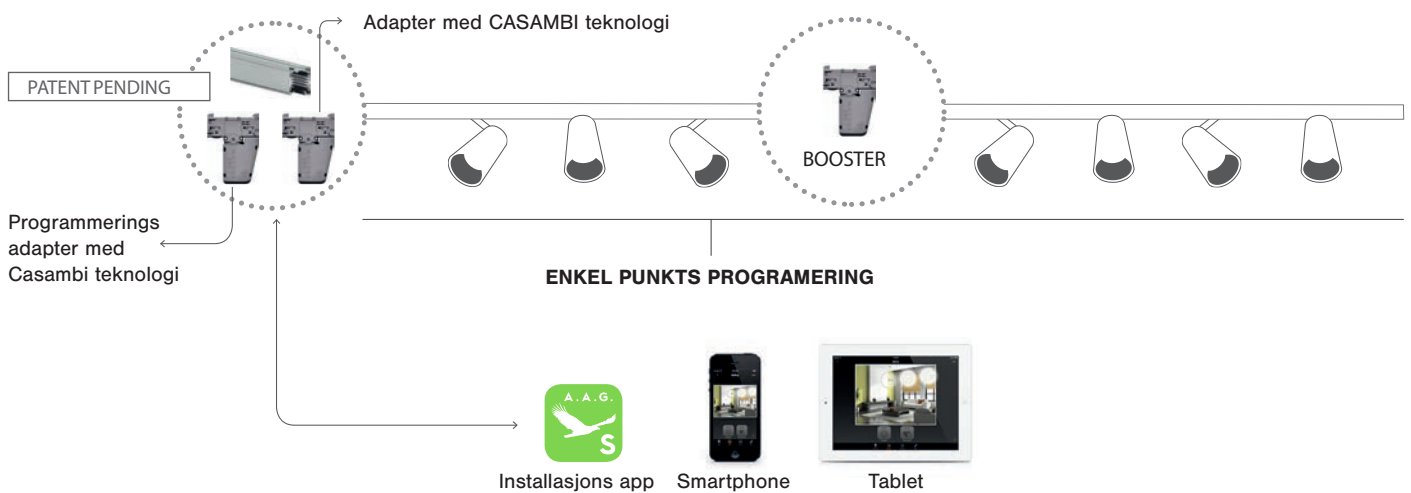 Adapter med CASAMBI teknologi
PATENT PENDING
BOOSTER
Programmerings
adapter med
Casambi teknologi
ENKEL PUNKTS PROGRAMERING
A.A.G.
S
Installasjons app
Smartphone
Tablet